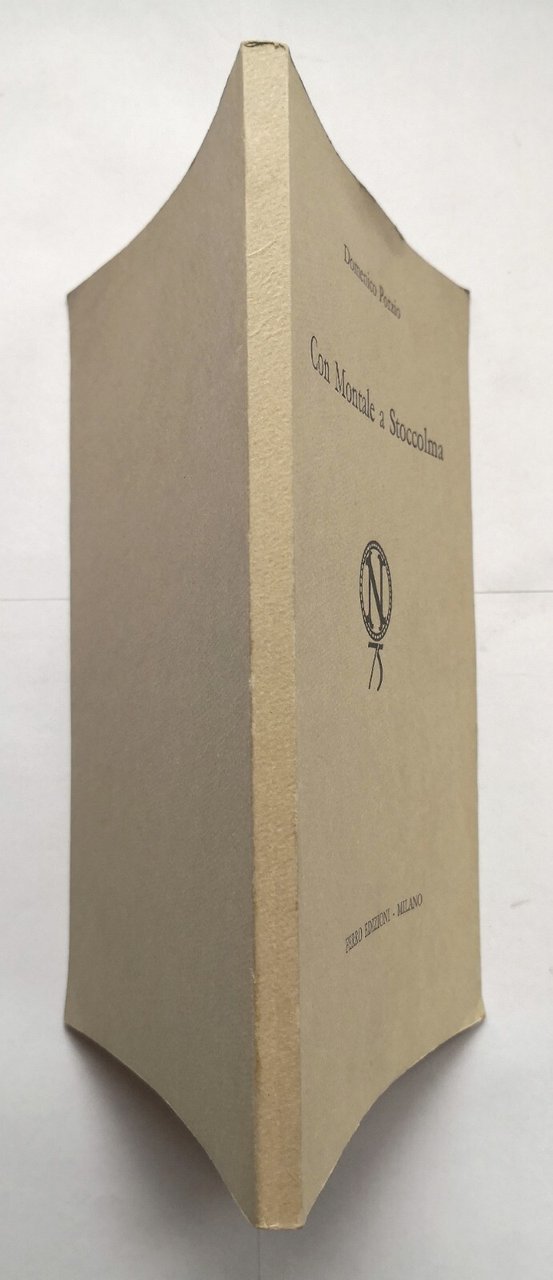 Domenico Porzio
Con Montale a Stoccolma
N
75
FERRO EDIZIONI - MILANO